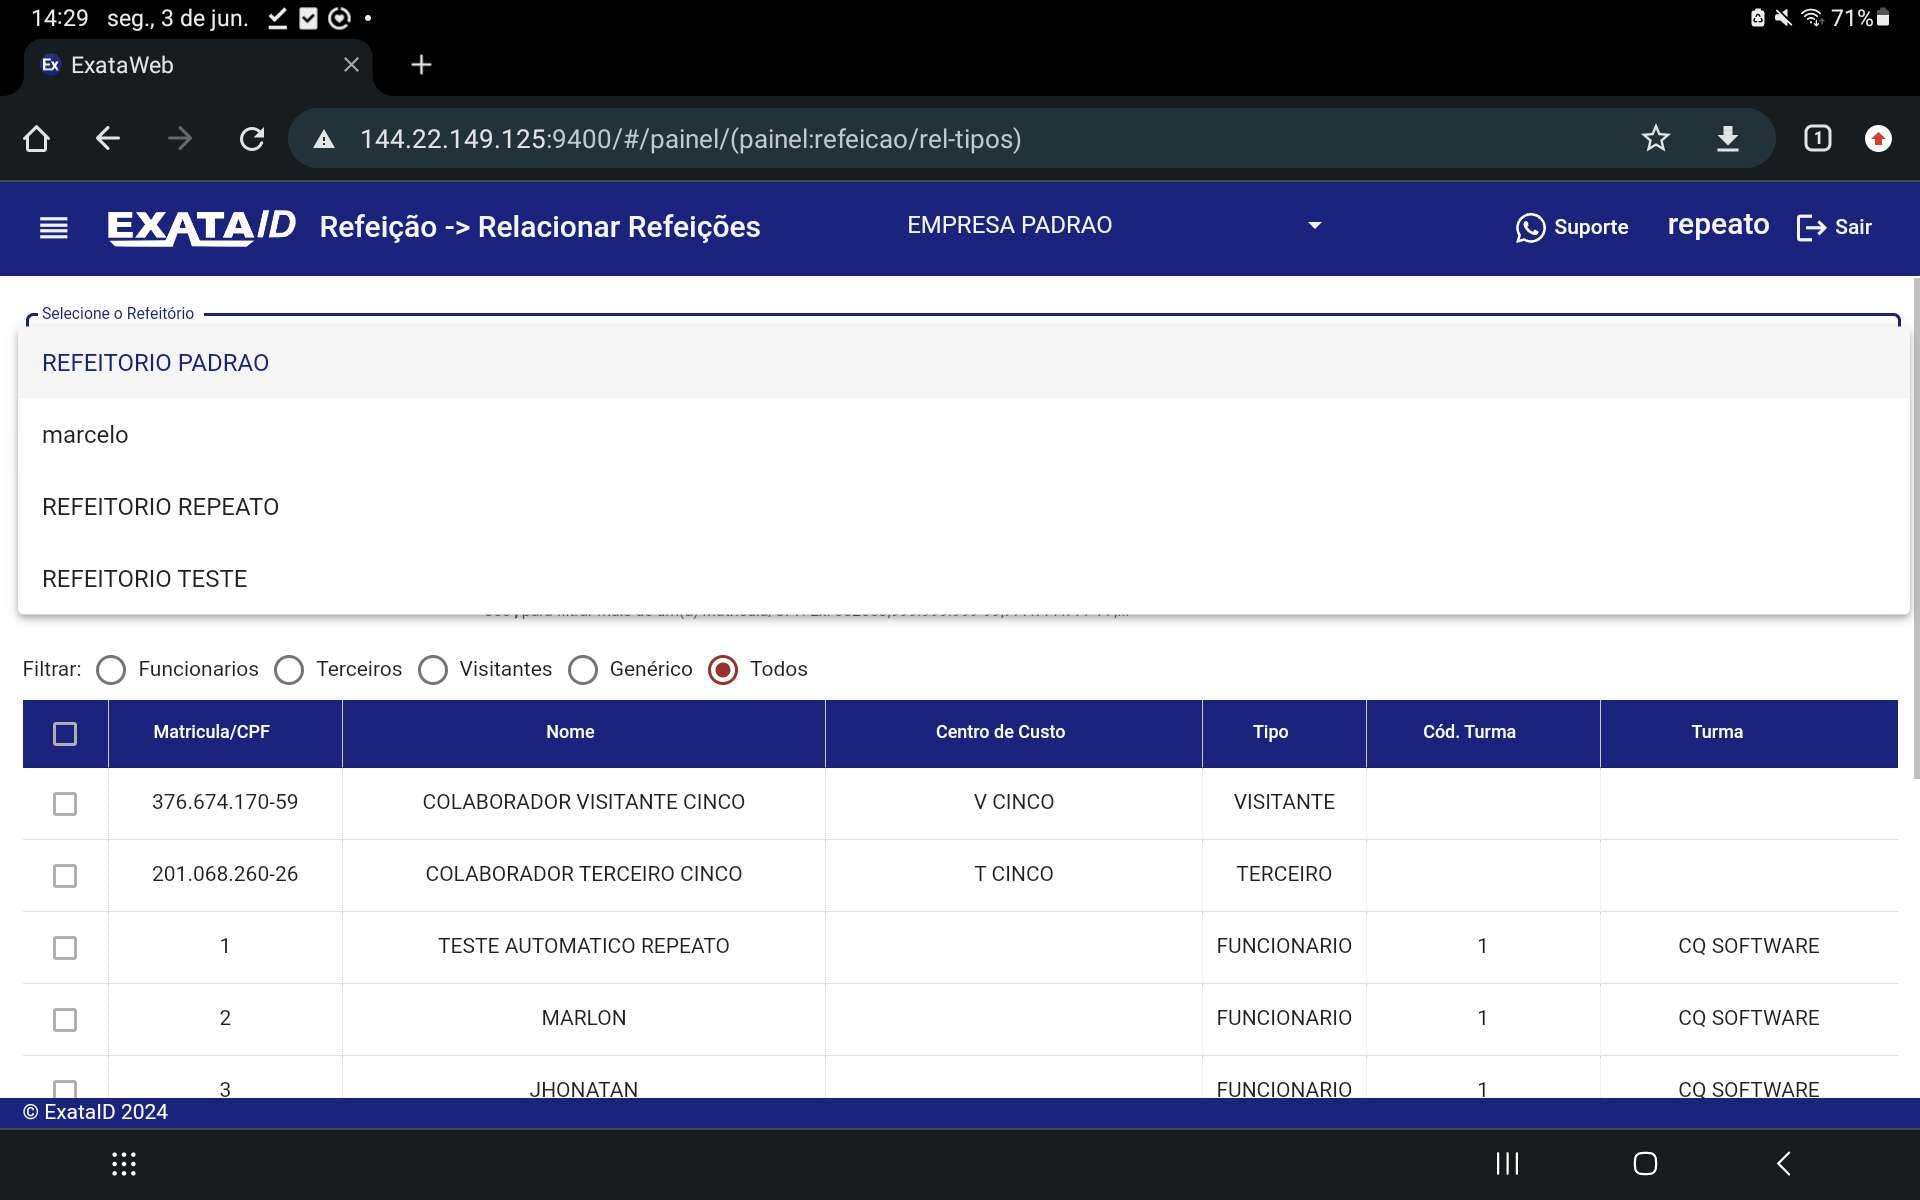 14:29 seg., 3 de jun. 71%
Ex ExataWeb
144.22.149.125:9400/#/painel/(painel:refeicao/rel-tipos) 1
EXATAID Refeição -> Relacionar Refeições EMPRESA PADRAO Suporte repeato Sair
Selecione o Refeitório
REFEITORIO PADRAO
marcelo
REFEITORIO REPEATO
REFEITORIO TESTE
Filtrar: Funcionarios Terceiros Visitantes Genérico Todos
Matricula/CPF Nome Centro de Custo Tipo Cód. Turma Turma
376.674.170-59 COLABORADOR VISITANTE CINCO V CINCO VISITANTE
201.068.260-26 COLABORADOR TERCEIRO CINCO T CINCO TERCEIRO
1 TESTE AUTOMATICO REPEATO FUNCIONARIO 1 CQ SOFTWARE
2 MARLON FUNCIONARIO 1 CQ SOFTWARE
3 JHONATAN FUNCIONARIO 1 CQ SOFTWARE
© ExataID 2024